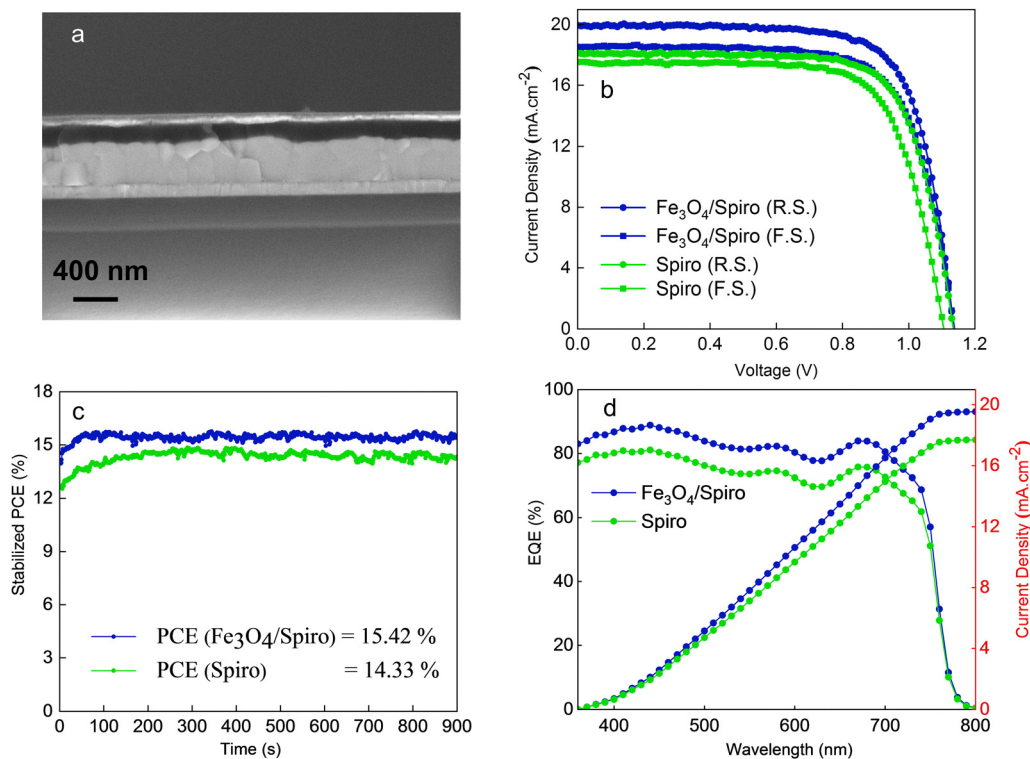 a
400 nm
b
20
16
12
8
4
0
Current Density (mA.cm⁻²)
Fe₃O₄/Spiro (R.S.)
Fe₃O₄/Spiro (F.S.)
Spiro (R.S.)
Spiro (F.S.)
0.0 0.2 0.4 0.6 0.8 1.0 1.2
Voltage (V)
c
18
15
12
9
6
3
0
Stabilized PCE (%)
PCE (Fe₃O₄/Spiro) = 15.42 %
PCE (Spiro) = 14.33 %
0 100 200 300 400 500 600 700 800 900
Time (s)
d
100
80
60
40
20
0
EQE (%)
Fe₃O₄/Spiro
Spiro
20
16
12
8
4
0
Current Density (mA.cm⁻²)
400 500 600 700 800
Wavelength (nm)